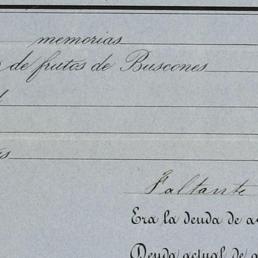 memorias
de frutos de Buscones
Faltante
Era la deuda de a
Deuda actual de a